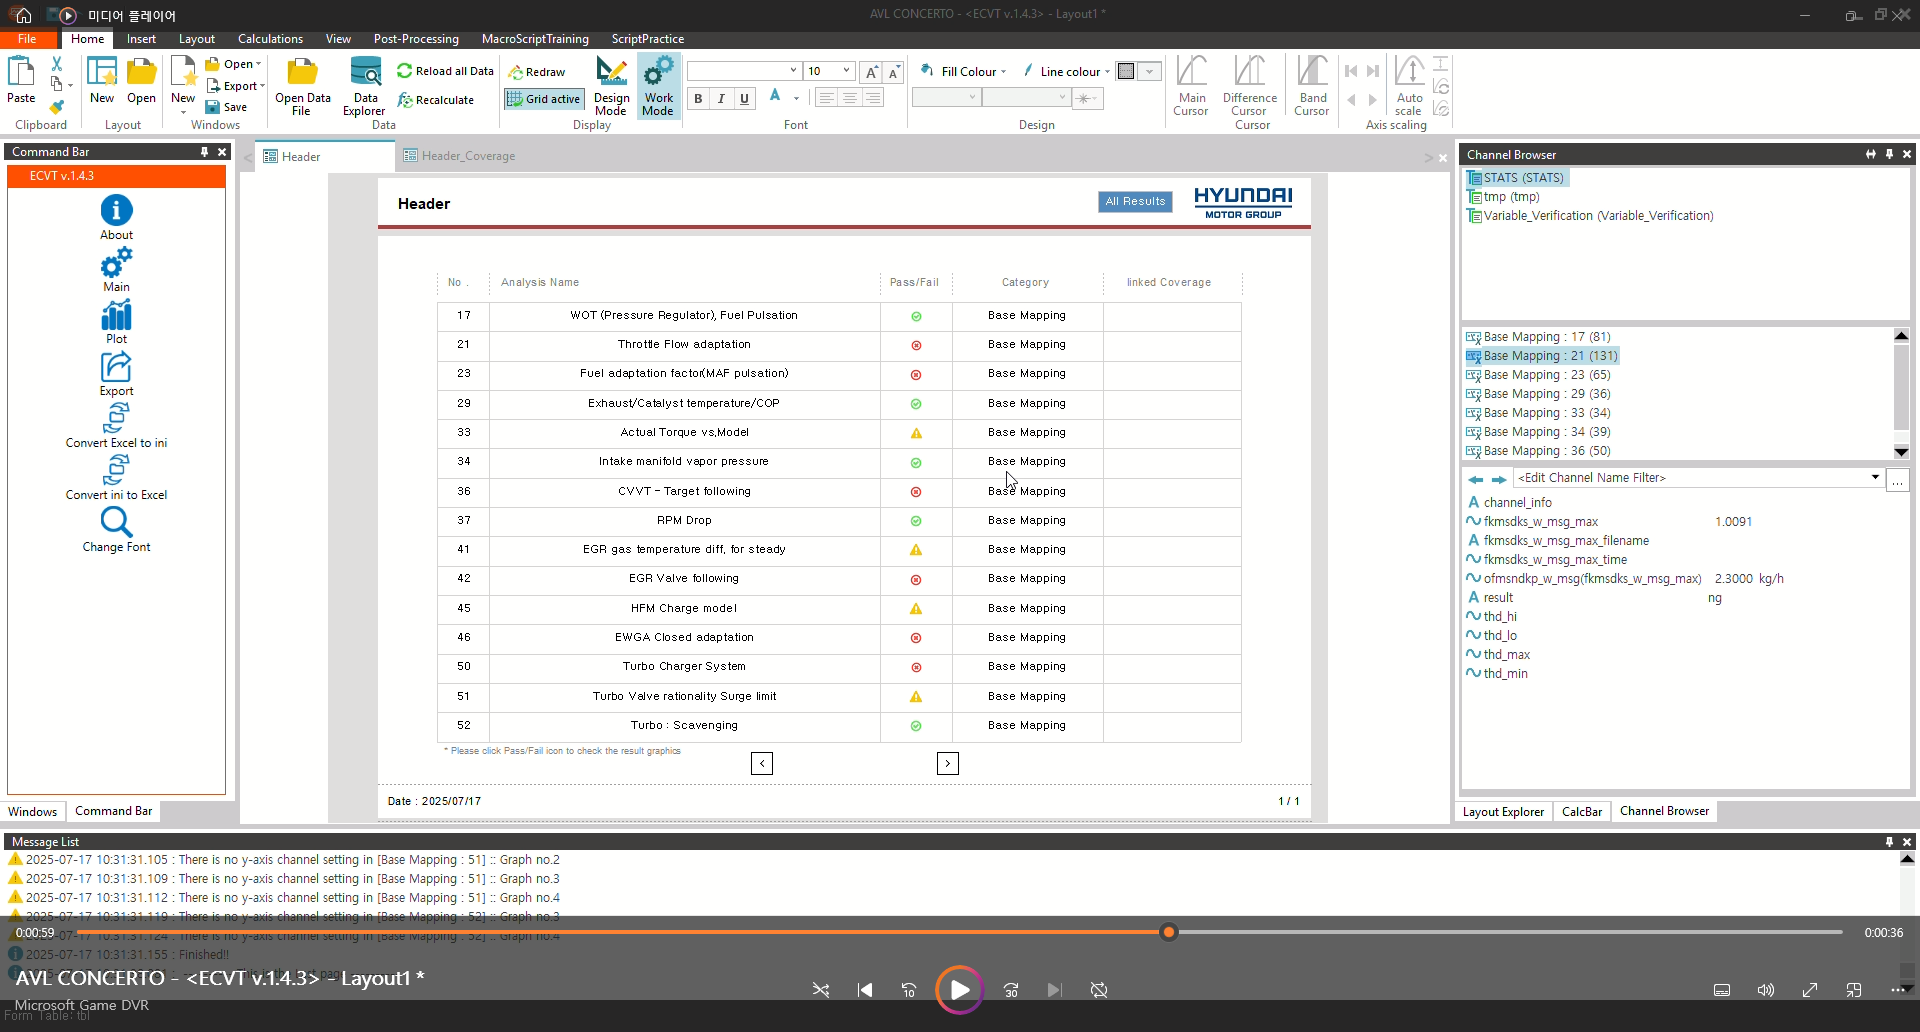 미디어 플레이어
AVL CONCERTO - <ECVT v.1.4.3> - Layout1 *
File Home Insert Layout Calculations View Post-Processing MacroScriptTraining ScriptPractice
Paste
Clipboard
New Open
Layout
New Open Export Save
Windows
Open Data File
Data Explorer
Reload all Data
Recalculate
Data
Redraw
Grid active
Design Mode
Work Mode
Display
10
B I U A
Font
Fill Colour Line colour
Design
Main Cursor
Difference Cursor
Band Cursor
Cursor
Auto scale
Axis scaling
Command Bar
ECVT v.1.4.3
About
Main
Plot
Export
Convert Excel to ini
Convert ini to Excel
Change Font
Windows Command Bar
Header Header_Coverage
Header
All Results
HYUNDAI
MOTOR GROUP
No . Analysis Name Pass/Fail Category linked Coverage
17 WOT (Pressure Regulator), Fuel Pulsation Base Mapping
21 Throttle Flow adaptation Base Mapping
23 Fuel adaptation factor(MAF pulsation) Base Mapping
29 Exhaust/Catalyst temperature/COP Base Mapping
33 Actual Torque vs,Model Base Mapping
34 Intake manifold vapor pressure Base Mapping
36 CVVT - Target following Base Mapping
37 RPM Drop Base Mapping
41 EGR gas temperature diff, for steady Base Mapping
42 EGR Valve following Base Mapping
45 HFM Charge model Base Mapping
46 EWGA Closed adaptation Base Mapping
50 Turbo Charger System Base Mapping
51 Turbo Valve rationality Surge limit Base Mapping
52 Turbo : Scavenging Base Mapping
* Please click Pass/Fail icon to check the result graphics
< >
Date : 2025/07/17 1 / 1
Channel Browser
STATS (STATS)
tmp (tmp)
Variable_Verification (Variable_Verification)
Base Mapping : 17 (81)
Base Mapping : 21 (131)
Base Mapping : 23 (65)
Base Mapping : 29 (36)
Base Mapping : 33 (34)
Base Mapping : 34 (39)
Base Mapping : 36 (50)
<Edit Channel Name Filter> ...
channel_info
fkmsdks_w_msg_max 1.0091
fkmsdks_w_msg_max_filename
fkmsdks_w_msg_max_time
ofmsndkp_w_msg(fkmsdks_w_msg_max) 2.3000 kg/h
result ng
thd_hi
thd_lo
thd_max
thd_min
Layout Explorer CalcBar Channel Browser
Message List
2025-07-17 10:31:31.105 : There is no y-axis channel setting in [Base Mapping : 51] :: Graph no.2
2025-07-17 10:31:31.109 : There is no y-axis channel setting in [Base Mapping : 51] :: Graph no.3
2025-07-17 10:31:31.112 : There is no y-axis channel setting in [Base Mapping : 51] :: Graph no.4
2025-07-17 10:31:31.119 : There is no y-axis channel setting in [Base Mapping : 52] :: Graph no.3
2025-07-17 10:31:31.124 : There is no y-axis channel setting in [Base Mapping : 52] :: Graph no.4
0:00:59 0:00:36
2025-07-17 10:31:31.155 : Finished!!
AVL CONCERTO - <ECVT v.1.4.3> - Layout1 *
10 30
Microsoft Game DVR
Form Table: tbl